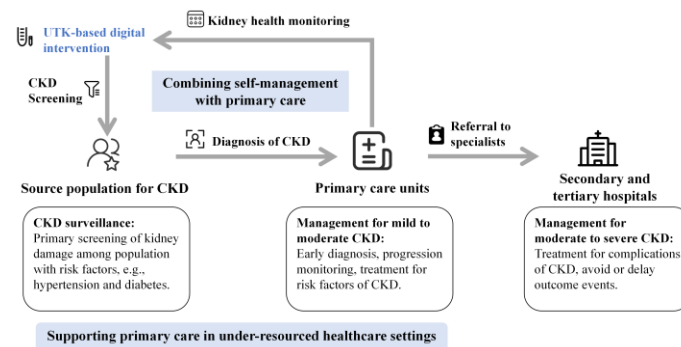 Kidney health monitoring
UTK-based digital
intervention
CKD
Screening
Combining self-management
with primary care
Diagnosis of CKD
Referral to
specialists
Source population for CKD
Primary care units
Secondary and
tertiary hospitals
CKD surveillance:
Primary screening of kidney
damage among population
with risk factors, e.g.,
hypertension and diabetes.
Management for mild to
moderate CKD:
Early diagnosis, progression
monitoring, treatment for
risk factors of CKD.
Management for
moderate to severe CKD:
Treatment for complications
of CKD, avoid or delay
outcome events.
Supporting primary care in under-resourced healthcare settings